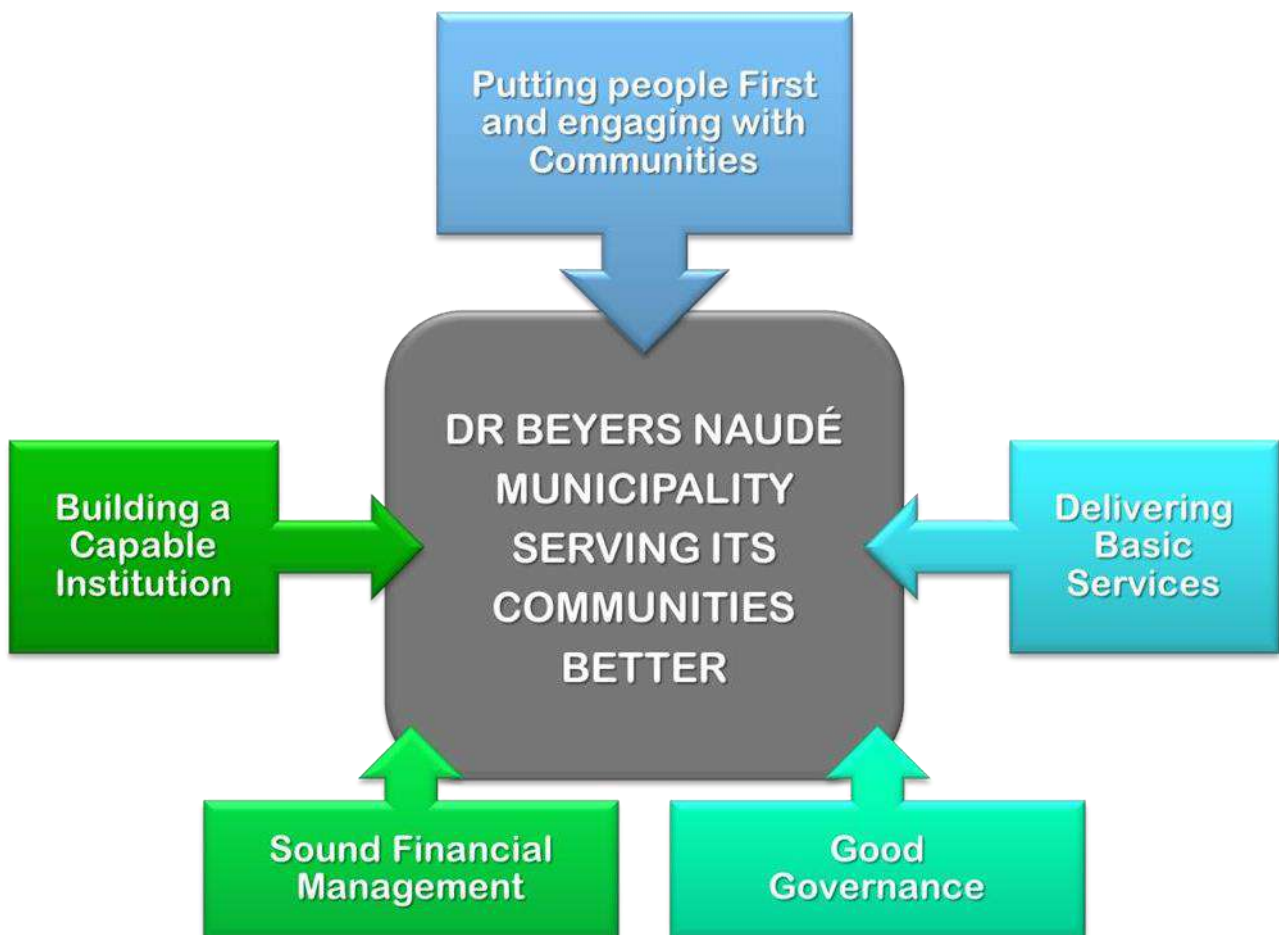 Putting people First
and engaging with
Communities
DR BEYERS NAUDÉ
MUNICIPALITY
SERVING ITS
COMMUNITIES
BETTER
Building a
Capable
Institution
Delivering
Basic
Services
Sound Financial
Management
Good
Governance